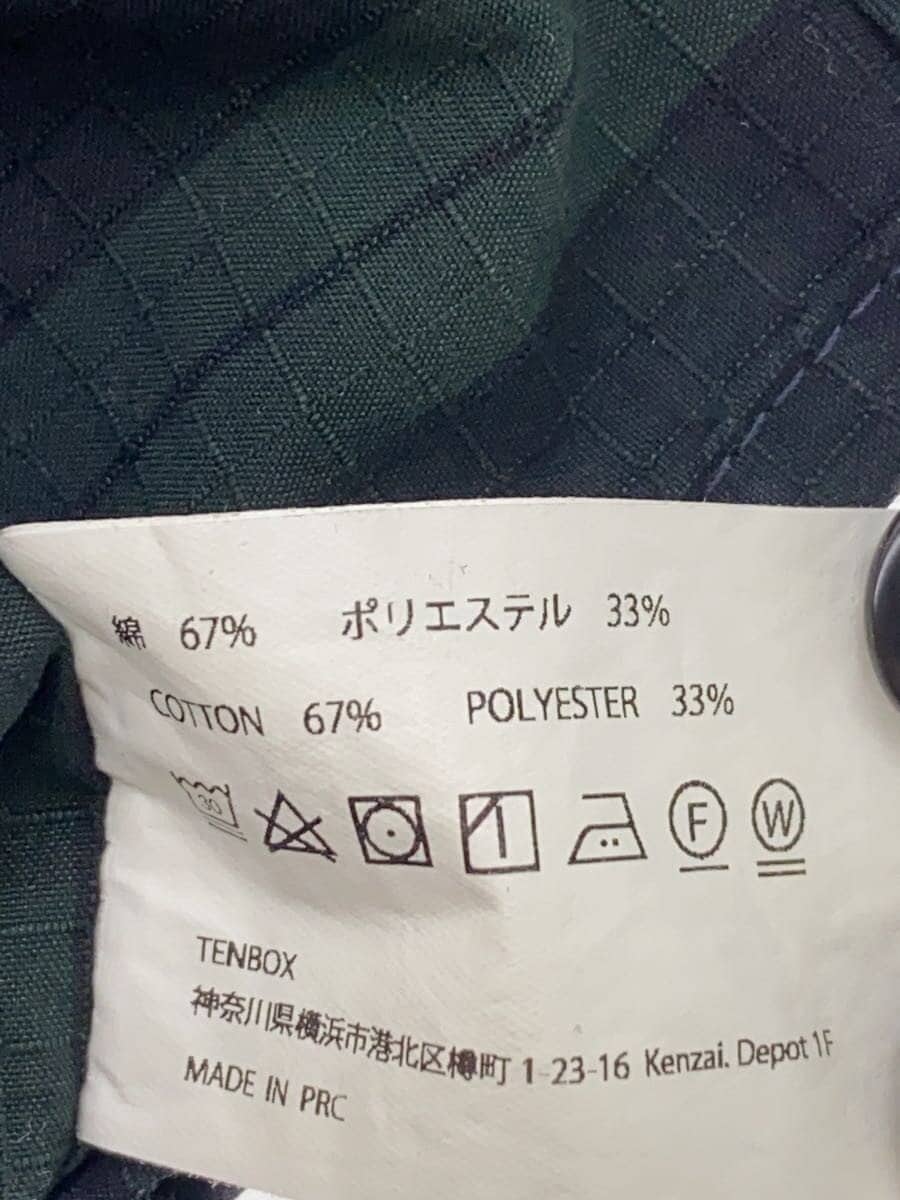 綿 67% ポリエステル 33%
COTTON 67% POLYESTER 33%
30
F W
TENBOX
神奈川県横浜市港北区樽町 1-23-16 Kenzai. Depot 1F
MADE IN PRC